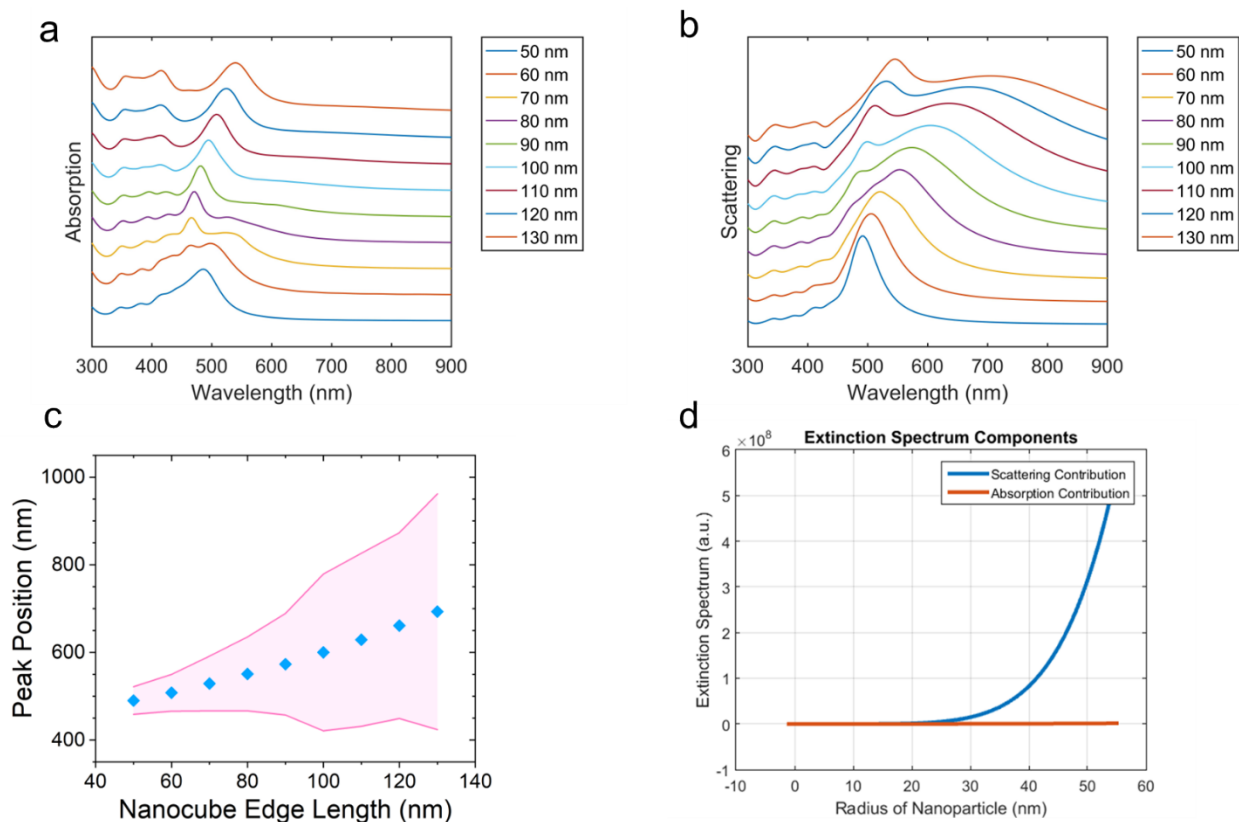 a
Absorption
50 nm
60 nm
70 nm
80 nm
90 nm
100 nm
110 nm
120 nm
130 nm
300 400 500 600 700 800 900
Wavelength (nm)
b
Scattering
50 nm
60 nm
70 nm
80 nm
90 nm
100 nm
110 nm
120 nm
130 nm
300 400 500 600 700 800 900
Wavelength (nm)
c
Peak Position (nm)
1000
800
600
400
40 60 80 100 120 140
Nanocube Edge Length (nm)
d
Extinction Spectrum Components
×10⁸
Extinction Spectrum (a.u.)
6
5
4
3
2
1
0
-1
Scattering Contribution
Absorption Contribution
-10 0 10 20 30 40 50 60
Radius of Nanoparticle (nm)